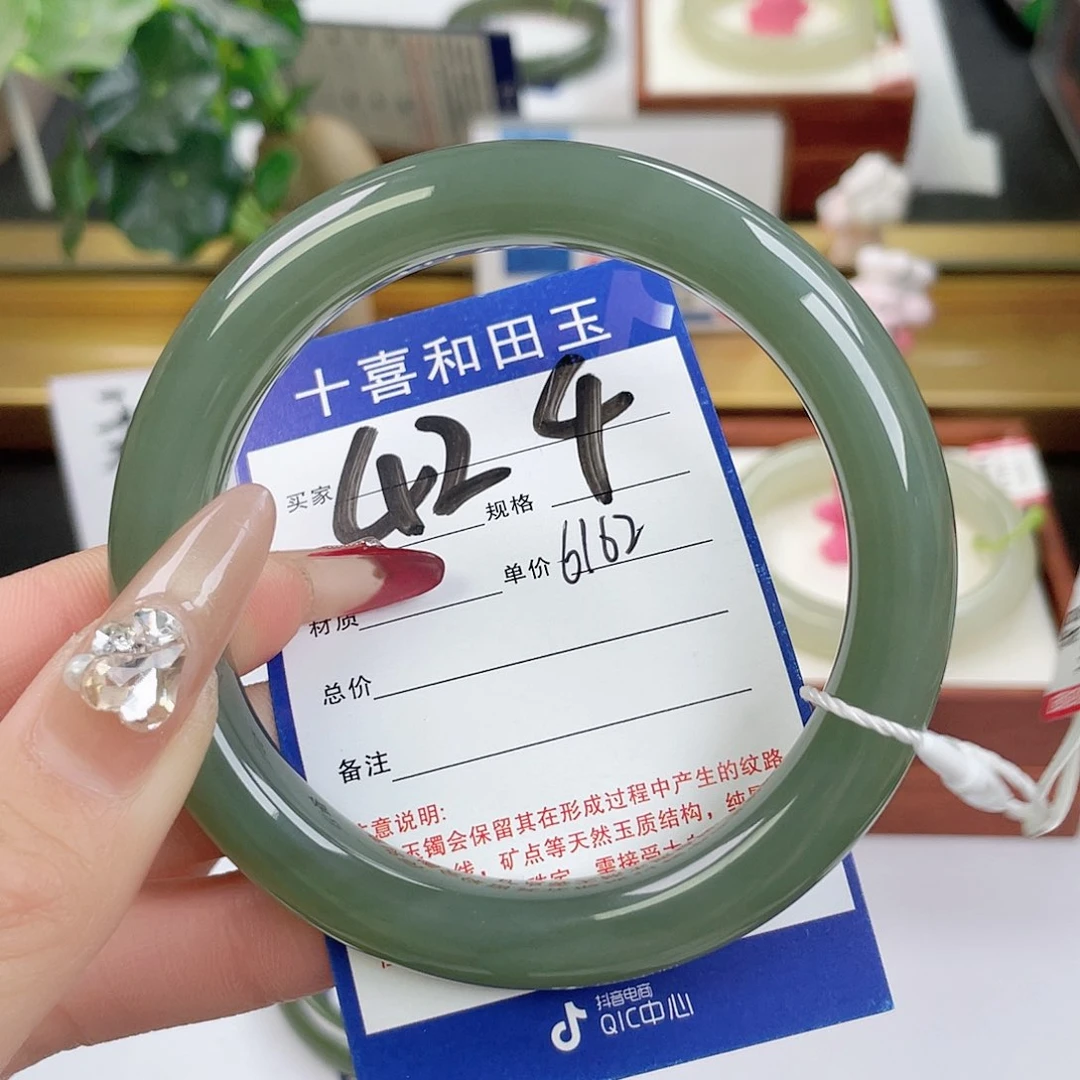 十喜和田玉
买家 424
规格
材质
单价 6162
总价
备注
意说明:
玉镯会保留其在形成过程中产生的纹路
线，矿点等天然玉质结构，纯
抖音电商
QIC中心